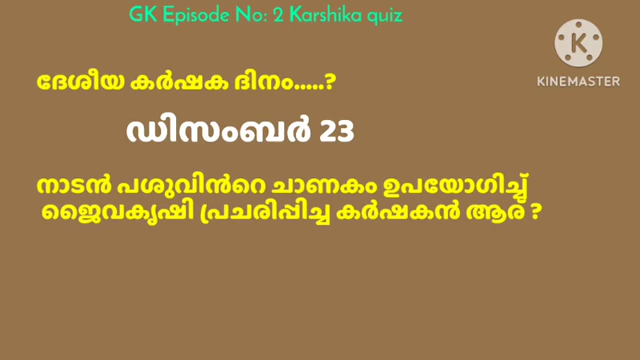 GK Episode No: 2 Karshika quiz
KINEMASTER
ദേശീയ കർഷക ദിനം.....?
ഡിസംബർ 23
നാടൻ പശുവിൻറെ ചാണകം ഉപയോഗിച്ച്
ജൈവകൃഷി പ്രചരിപ്പിച്ച കർഷകൻ ആര് ?